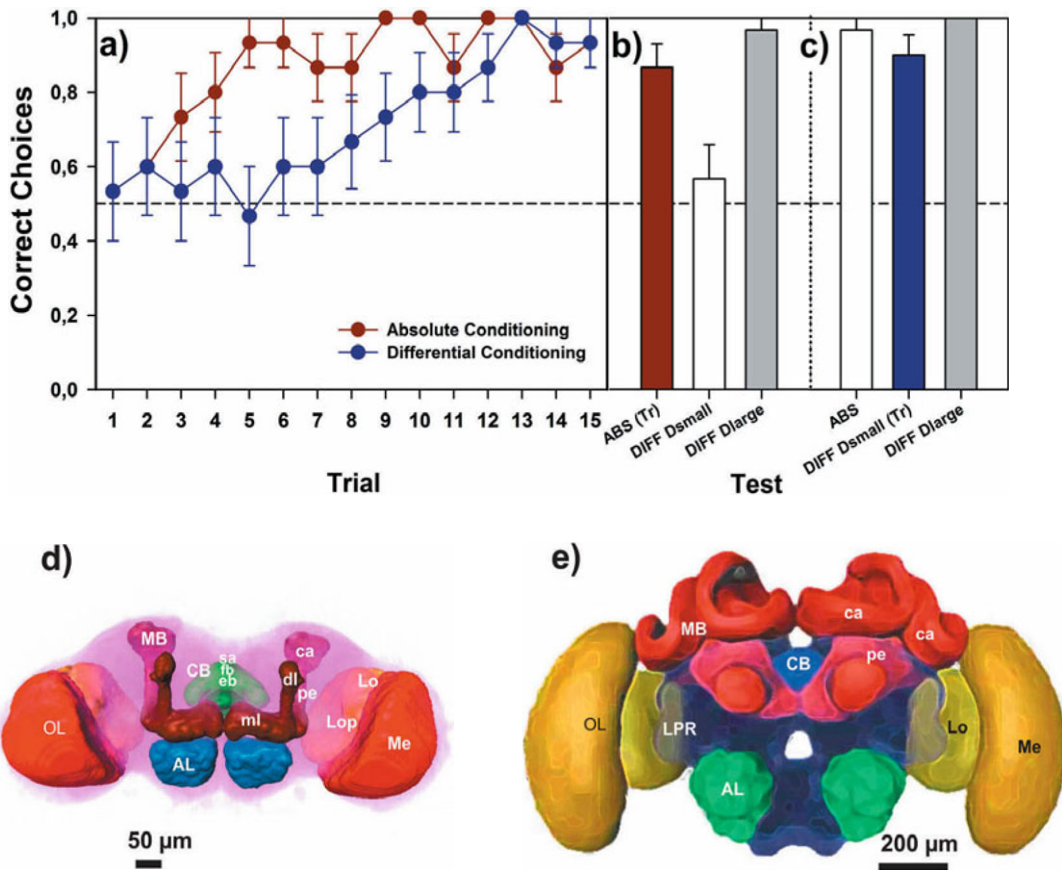 a)
b)
c)
Correct Choices
1,0
0,8
0,6
0,4
0,2
0,0
Absolute Conditioning
Differential Conditioning
1 2 3 4 5 6 7 8 9 10 11 12 13 14 15
Trial
ABS (Tr)
DIFF Dsmall
DIFF Dlarge
ABS
DIFF Dsmall (Tr)
DIFF Dlarge
Test
d)
MB
CB
sa
fb
eb
ca
dl
pe
Lo
OL
ml
Lop
Me
AL
50 µm
e)
MB
ca
ca
CB
pe
OL
LPR
Lo
Me
AL
200 µm